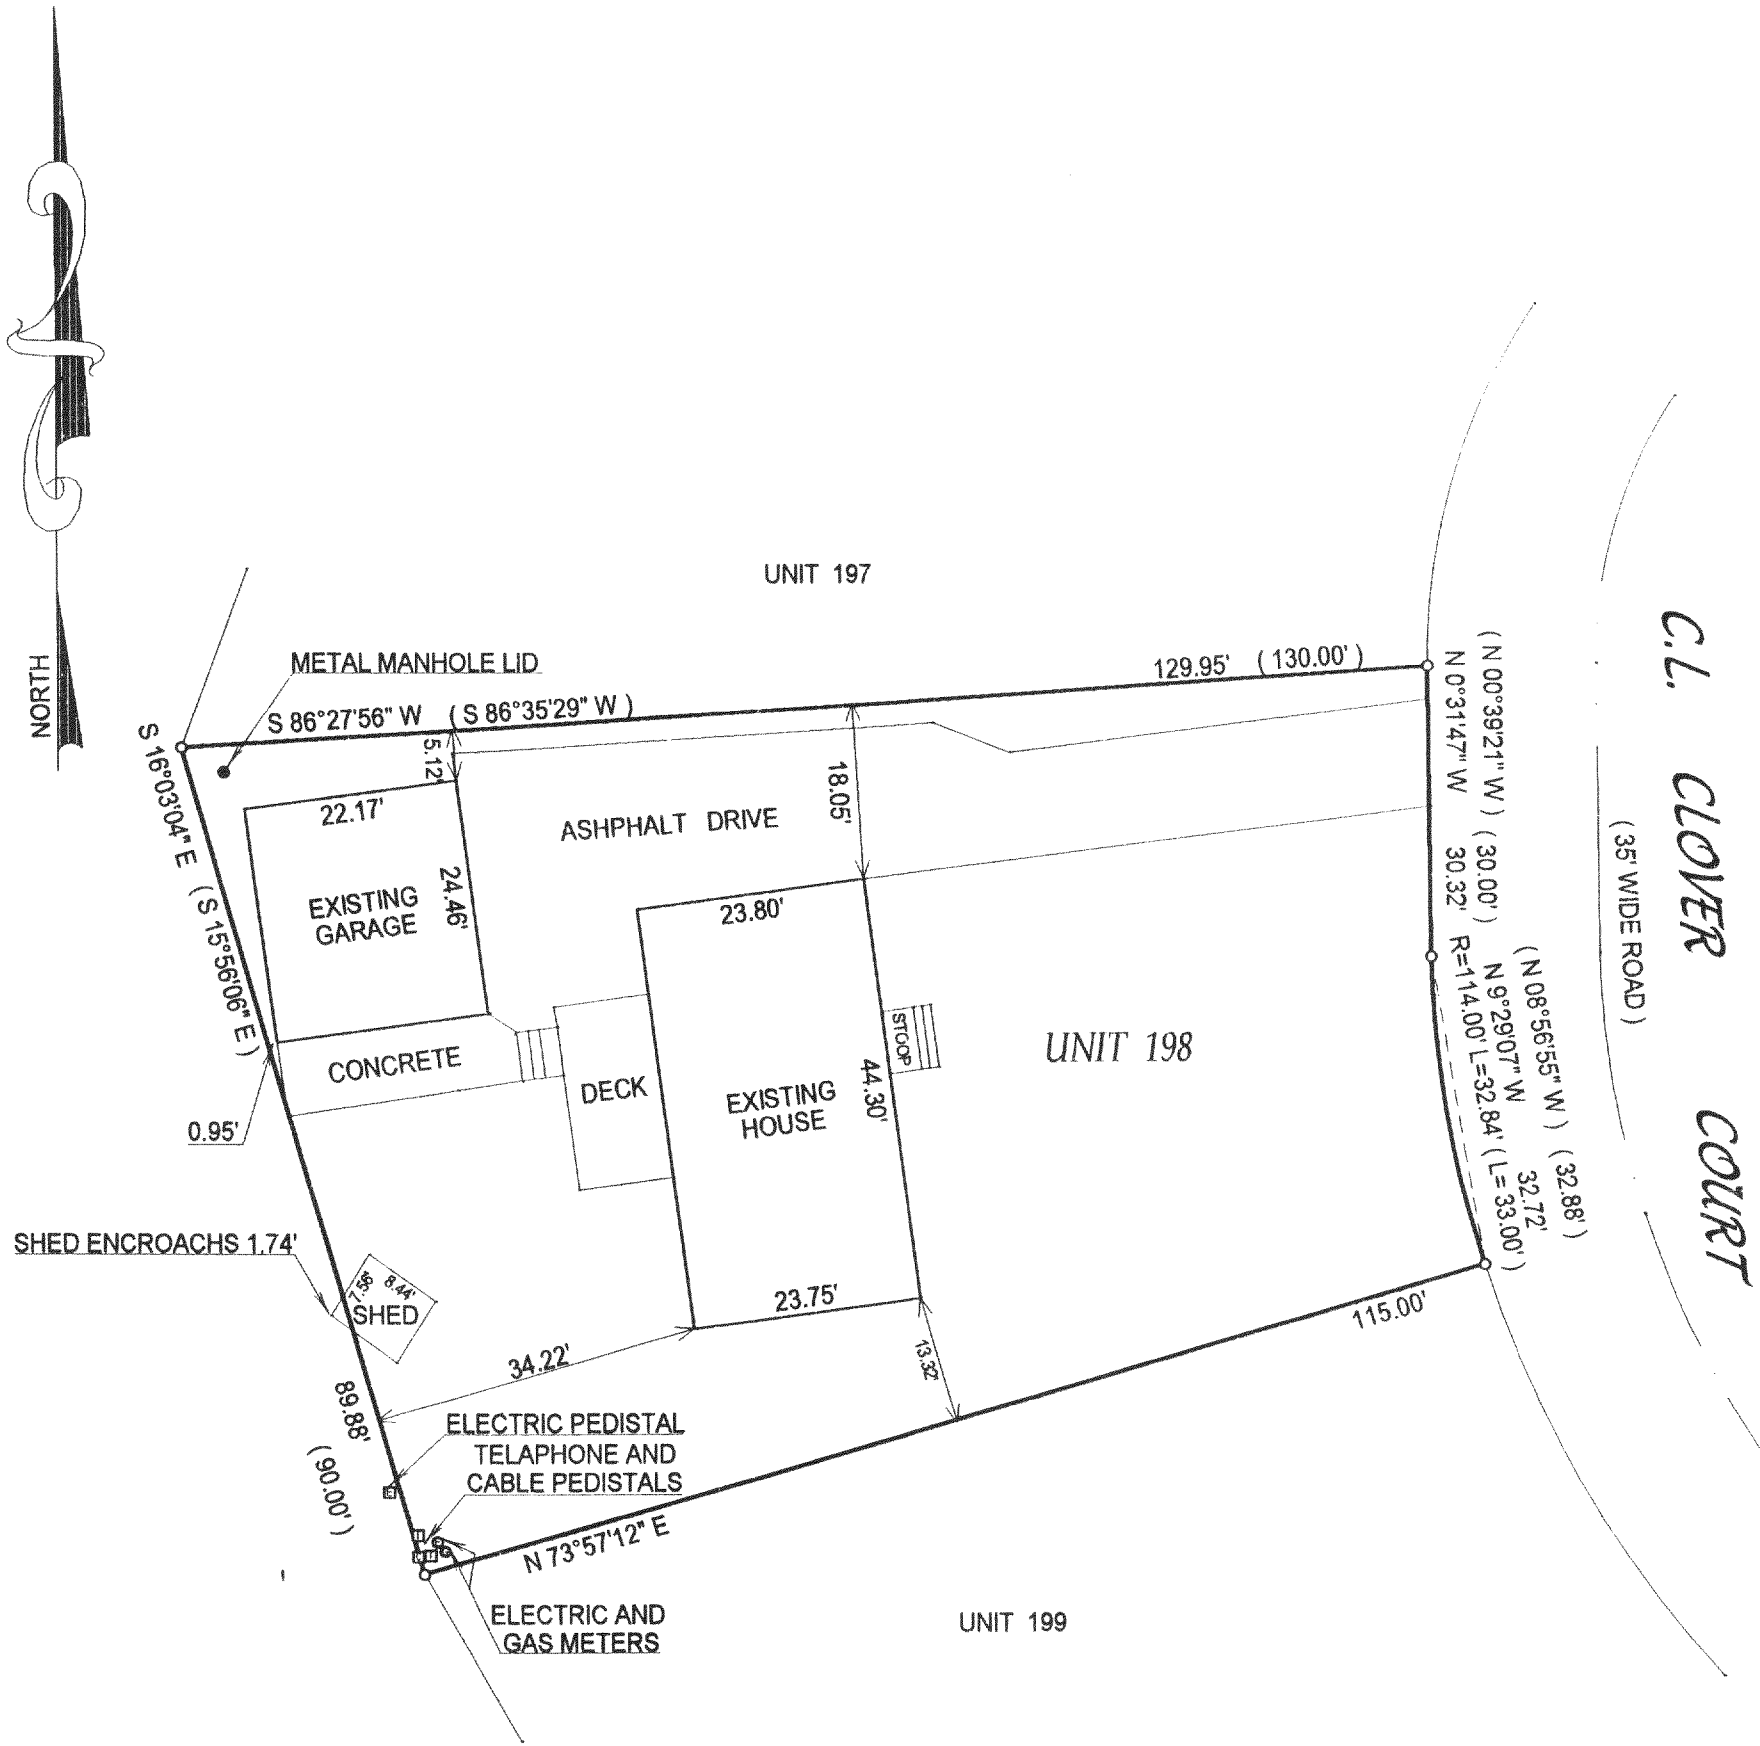 NORTH
UNIT 197
METAL MANHOLE LID
129.95' ( 130.00' )
S 86°27'56" W ( S 86°35'29" W )
S 16°03'04" E ( S 15°56'06" E )
5.12'
18.05'
22.17'
24.46'
ASHPHALT DRIVE
EXISTING
GARAGE
23.80'
CONCRETE
DECK
STOOP
EXISTING
HOUSE
44.30'
UNIT 198
( N 00°39'21" W ) ( 30.00' )
N 0°31'47" W 30.32'
R=114.00' L=32.84' ( L= 33.00' )
( N 08°56'55" W ) ( 32.88' )
N 9°29'07" W 32.72'
( 35' WIDE ROAD )
C.L. CLOVER COURT
0.95'
SHED ENCROACHS 1.74'
7.56'
8.44'
SHED
23.75'
34.22'
13.32'
115.00'
89.88'
( 90.00' )
ELECTRIC PEDISTAL
TELAPHONE AND
CABLE PEDISTALS
N 73°57'12" E
ELECTRIC AND
GAS METERS
UNIT 199